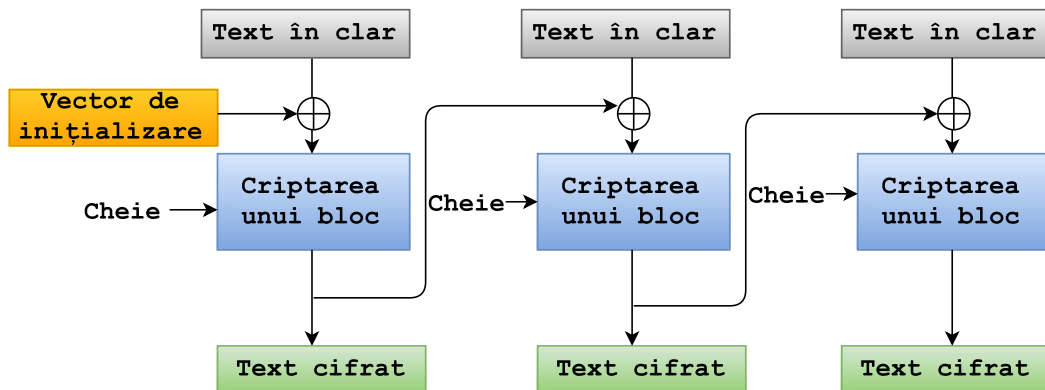 Text în clar
Text în clar
Text în clar
Vector de
inițializare
Criptarea
unui bloc
Cheie
Criptarea
unui bloc
Cheie
Criptarea
unui bloc
Cheie
Text cifrat
Text cifrat
Text cifrat